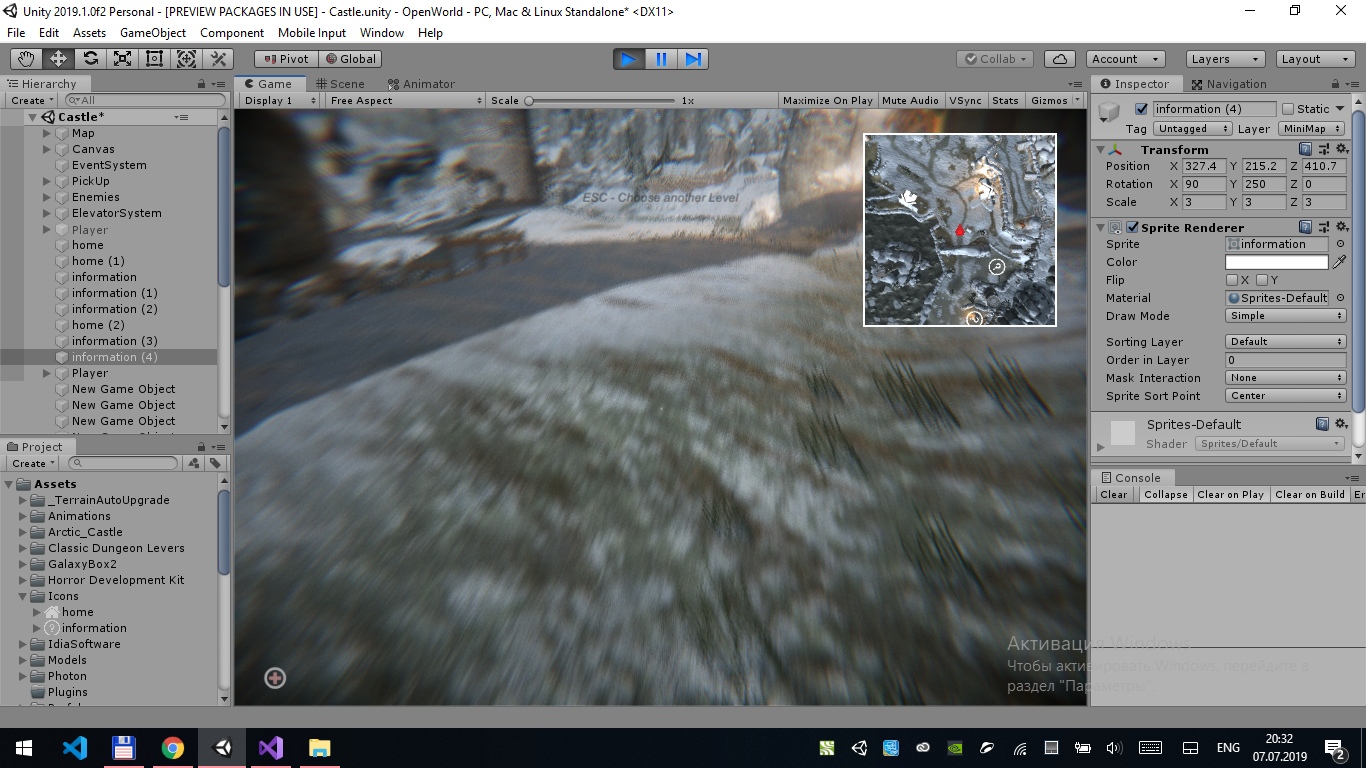 Unity 2019.1.0f2 Personal - [PREVIEW PACKAGES IN USE] - Castle.unity - OpenWorld - PC, Mac & Linux Standalone* <DX11>
File Edit Assets GameObject Component Mobile Input Window Help
Pivot Global Collab Account Layers Layout
Hierarchy
Create All
Castle*
Map
Canvas
EventSystem
PickUp
Enemies
ElevatorSystem
Player
home
home (1)
information
information (1)
information (2)
home (2)
information (3)
information (4)
Player
New Game Object
New Game Object
New Game Object
Project
Create
Assets
_TerrainAutoUpgrade
Animations
Arctic_Castle
Classic Dungeon Levers
GalaxyBox2
Horror Development Kit
Icons
home
information
IdiaSoftware
Models
Photon
Plugins
Game Scene Animator
Display 1 Free Aspect Scale 1x Maximize On Play Mute Audio VSync Stats Gizmos
ESC - Choose another Level
Inspector Navigation
information (4) Static
Tag Untagged Layer MiniMap
Transform
Position X 327.4 Y 215.2 Z 410.7
Rotation X 90 Y 250 Z 0
Scale X 3 Y 3 Z 3
Sprite Renderer
Sprite information
Color
Flip X Y
Material Sprites-Default
Draw Mode Simple
Sorting Layer Default
Order in Layer 0
Mask Interaction None
Sprite Sort Point Center
Sprites-Default
Shader Sprites/Default
Console
Clear Collapse Clear on Play Clear on Build Er
Активация Windows
Чтобы активировать Windows, перейдите в
раздел "Параметры".
ENG
20:32
07.07.2019
2